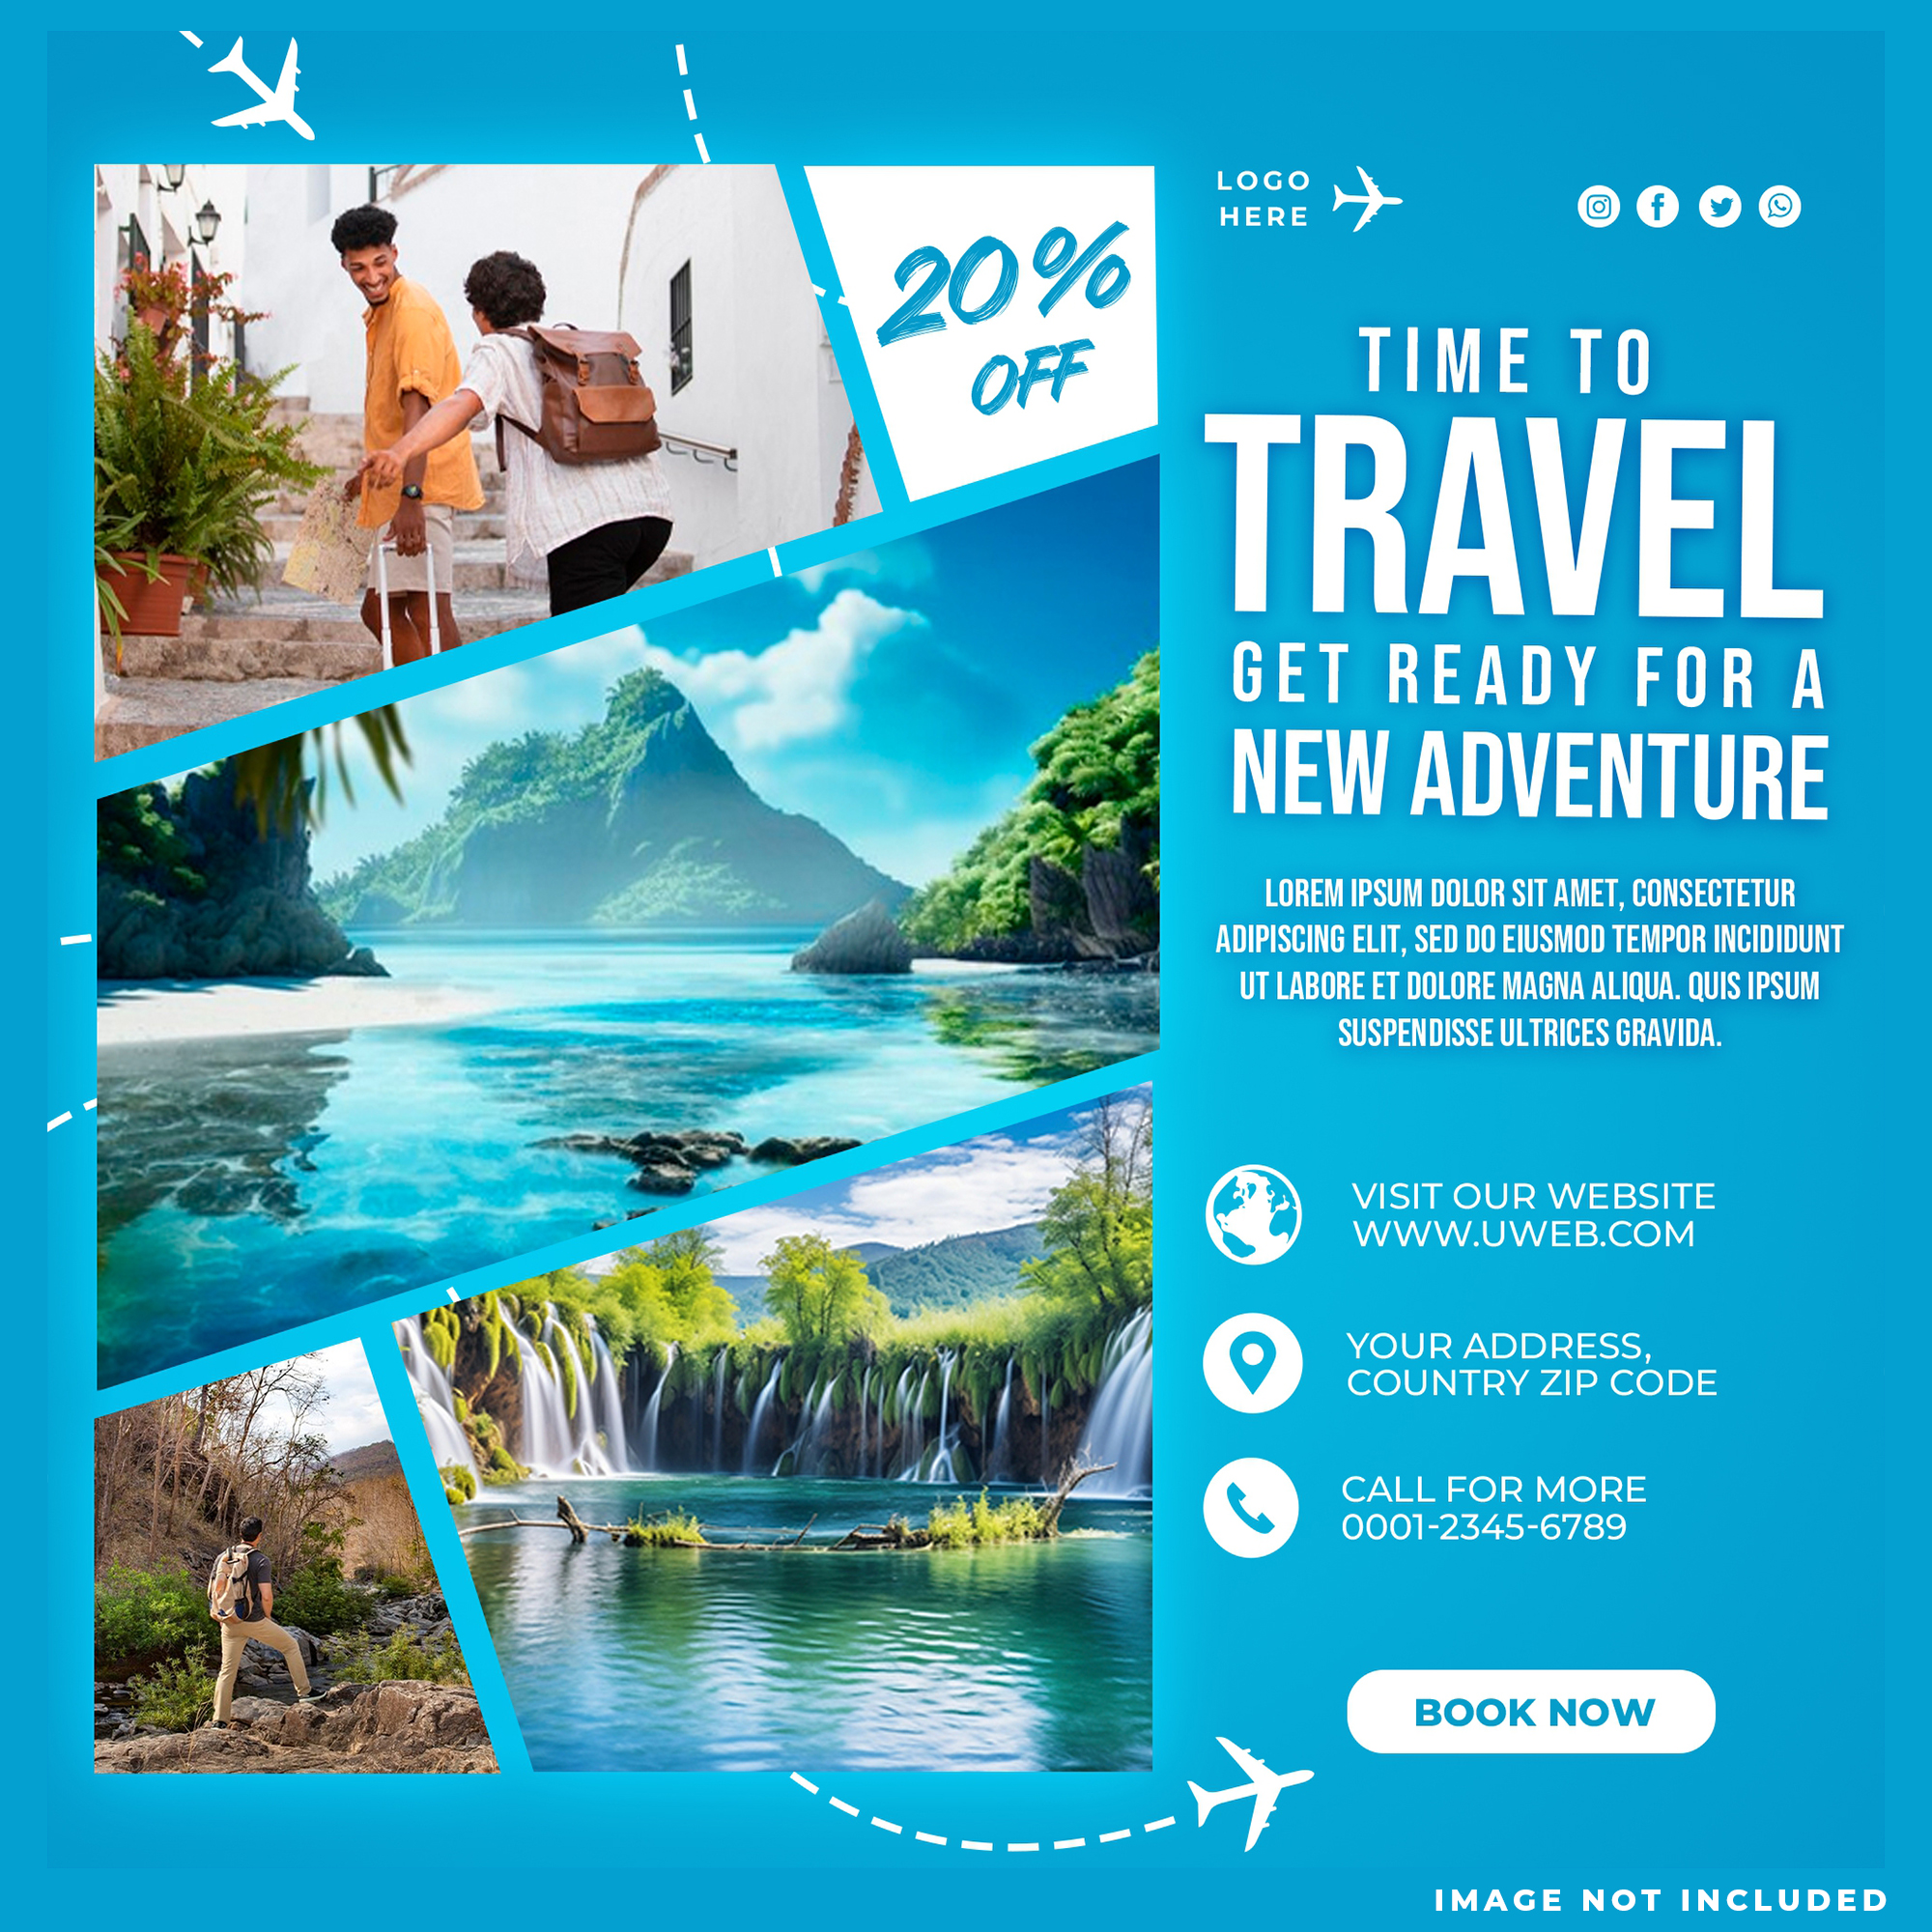 20%
OFF
LOGO
HERE
TIME TO
TRAVEL
GET READY FOR A
NEW ADVENTURE
LOREM IPSUM DOLOR SIT AMET, CONSECTETUR
ADIPISCING ELIT, SED DO EIUSMOD TEMPOR INCIDIDUNT
UT LABORE ET DOLORE MAGNA ALIQUA. QUIS IPSUM
SUSPENDISSE ULTRICES GRAVIDA.
VISIT OUR WEBSITE
WWW.UWEB.COM
YOUR ADDRESS,
COUNTRY ZIP CODE
CALL FOR MORE
0001-2345-6789
BOOK NOW
IMAGE NOT INCLUDED